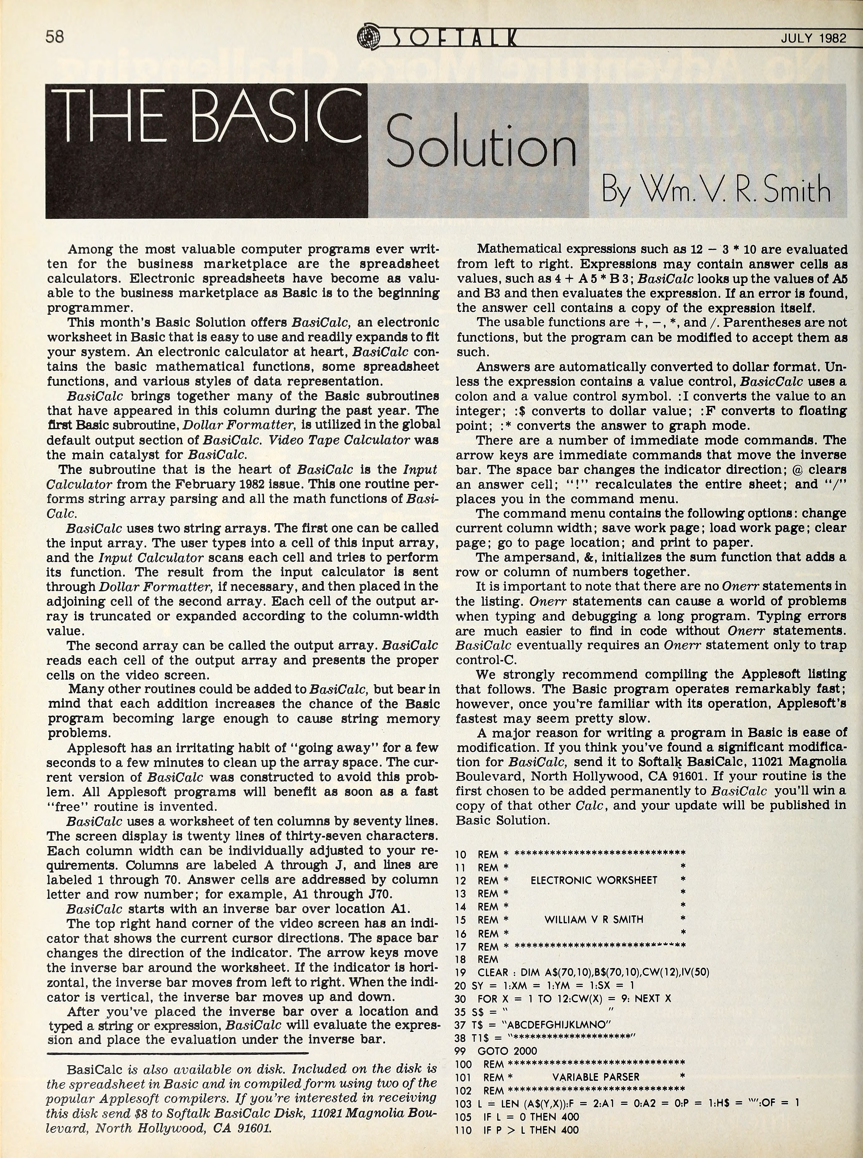 58
SOFTALK
JULY 1982
THE BASIC
Solution
By Wm. V. R. Smith
Among the most valuable computer programs ever writ-
ten for the business marketplace are the spreadsheet
calculators. Electronic spreadsheets have become as valu-
able to the business marketplace as Basic is to the beginning
programmer.
This month's Basic Solution offers BasiCalc, an electronic
worksheet in Basic that is easy to use and readily expands to fit
your system. An electronic calculator at heart, BasiCalc con-
tains the basic mathematical functions, some spreadsheet
functions, and various styles of data representation.
BasiCalc brings together many of the Basic subroutines
that have appeared in this column during the past year. The
first Basic subroutine, Dollar Formatter, is utilized in the global
default output section of BasiCalc. Video Tape Calculator was
the main catalyst for BasiCalc.
The subroutine that is the heart of BasiCalc is the Input
Calculator from the February 1982 issue. This one routine per-
forms string array parsing and all the math functions of Basi-
Calc.
BasiCalc uses two string arrays. The first one can be called
the input array. The user types into a cell of this input array,
and the Input Calculator scans each cell and tries to perform
its function. The result from the input calculator is sent
through Dollar Formatter, if necessary, and then placed in the
adjoining cell of the second array. Each cell of the output ar-
ray is truncated or expanded according to the column-width
value.
The second array can be called the output array. BasiCalc
reads each cell of the output array and presents the proper
cells on the video screen.
Many other routines could be added to BasiCalc, but bear in
mind that each addition increases the chance of the Basic
program becoming large enough to cause string memory
problems.
Applesoft has an irritating habit of "going away" for a few
seconds to a few minutes to clean up the array space. The cur-
rent version of BasiCalc was constructed to avoid this prob-
lem. All Applesoft programs will benefit as soon as a fast
"free" routine is invented.
BasiCalc uses a worksheet of ten columns by seventy lines.
The screen display is twenty lines of thirty-seven characters.
Each column width can be individually adjusted to your re-
quirements. Columns are labeled A through J, and lines are
labeled 1 through 70. Answer cells are addressed by column
letter and row number; for example, A1 through J70.
BasiCalc starts with an inverse bar over location A1.
The top right hand corner of the video screen has an indi-
cator that shows the current cursor directions. The space bar
changes the direction of the indicator. The arrow keys move
the inverse bar around the worksheet. If the indicator is hori-
zontal, the inverse bar moves from left to right. When the indi-
cator is vertical, the inverse bar moves up and down.
After you've placed the inverse bar over a location and
typed a string or expression, BasiCalc will evaluate the expres-
sion and place the evaluation under the inverse bar.
BasiCalc is also available on disk. Included on the disk is
the spreadsheet in Basic and in compiled form using two of the
popular Applesoft compilers. If you're interested in receiving
this disk send $8 to Softalk BasiCalc Disk, 11021 Magnolia Bou-
levard, North Hollywood, CA 91601.
Mathematical expressions such as 12 − 3 * 10 are evaluated
from left to right. Expressions may contain answer cells as
values, such as 4 + A 5 * B 3; BasiCalc looks up the values of A5
and B3 and then evaluates the expression. If an error is found,
the answer cell contains a copy of the expression itself.
The usable functions are +, −, *, and /. Parentheses are not
functions, but the program can be modified to accept them as
such.
Answers are automatically converted to dollar format. Un-
less the expression contains a value control, BasicCalc uses a
colon and a value control symbol. :I converts the value to an
integer; :$ converts to dollar value; :F converts to floating
point; :* converts the answer to graph mode.
There are a number of immediate mode commands. The
arrow keys are immediate commands that move the inverse
bar. The space bar changes the indicator direction; @ clears
an answer cell; "!" recalculates the entire sheet; and "/"
places you in the command menu.
The command menu contains the following options: change
current column width; save work page; load work page; clear
page; go to page location; and print to paper.
The ampersand, &, initializes the sum function that adds a
row or column of numbers together.
It is important to note that there are no Onerr statements in
the listing. Onerr statements can cause a world of problems
when typing and debugging a long program. Typing errors
are much easier to find in code without Onerr statements.
BasiCalc eventually requires an Onerr statement only to trap
control-C.
We strongly recommend compiling the Applesoft listing
that follows. The Basic program operates remarkably fast;
however, once you're familiar with its operation, Applesoft's
fastest may seem pretty slow.
A major reason for writing a program in Basic is ease of
modification. If you think you've found a significant modifica-
tion for BasiCalc, send it to Softalk BasiCalc, 11021 Magnolia
Boulevard, North Hollywood, CA 91601. If your routine is the
first chosen to be added permanently to BasiCalc you'll win a
copy of that other Calc, and your update will be published in
Basic Solution.
10 REM * *****************************
11 REM * *
12 REM * ELECTRONIC WORKSHEET *
13 REM * *
14 REM * *
15 REM * WILLIAM V R SMITH *
16 REM * *
17 REM * *****************************
18 REM
19 CLEAR : DIM A$(70,10),B$(70,10),CW(12),IV(50)
20 SY = 1:XM = 1:YM = 1:SX = 1
30 FOR X = 1 TO 12:CW(X) = 9: NEXT X
35 S$ = " "
37 T$ = "ABCDEFGHIJKLMNO"
38 T1$ = "********************"
99 GOTO 2000
100 REM ******************************
101 REM * VARIABLE PARSER *
102 REM ******************************
103 L = LEN (A$(Y,X)):F = 2:A1 = 0:A2 = 0:P = 1:H$ = "":OF = 1
105 IF L = 0 THEN 400
110 IF P > L THEN 400